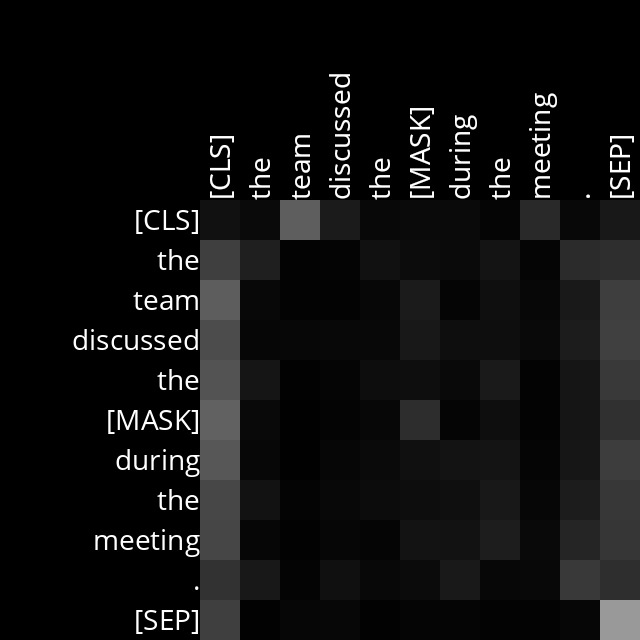 [CLS] the team discussed the [MASK] during the meeting . [SEP]
[CLS]
the
team
discussed
the
[MASK]
during
the
meeting
.
[SEP]